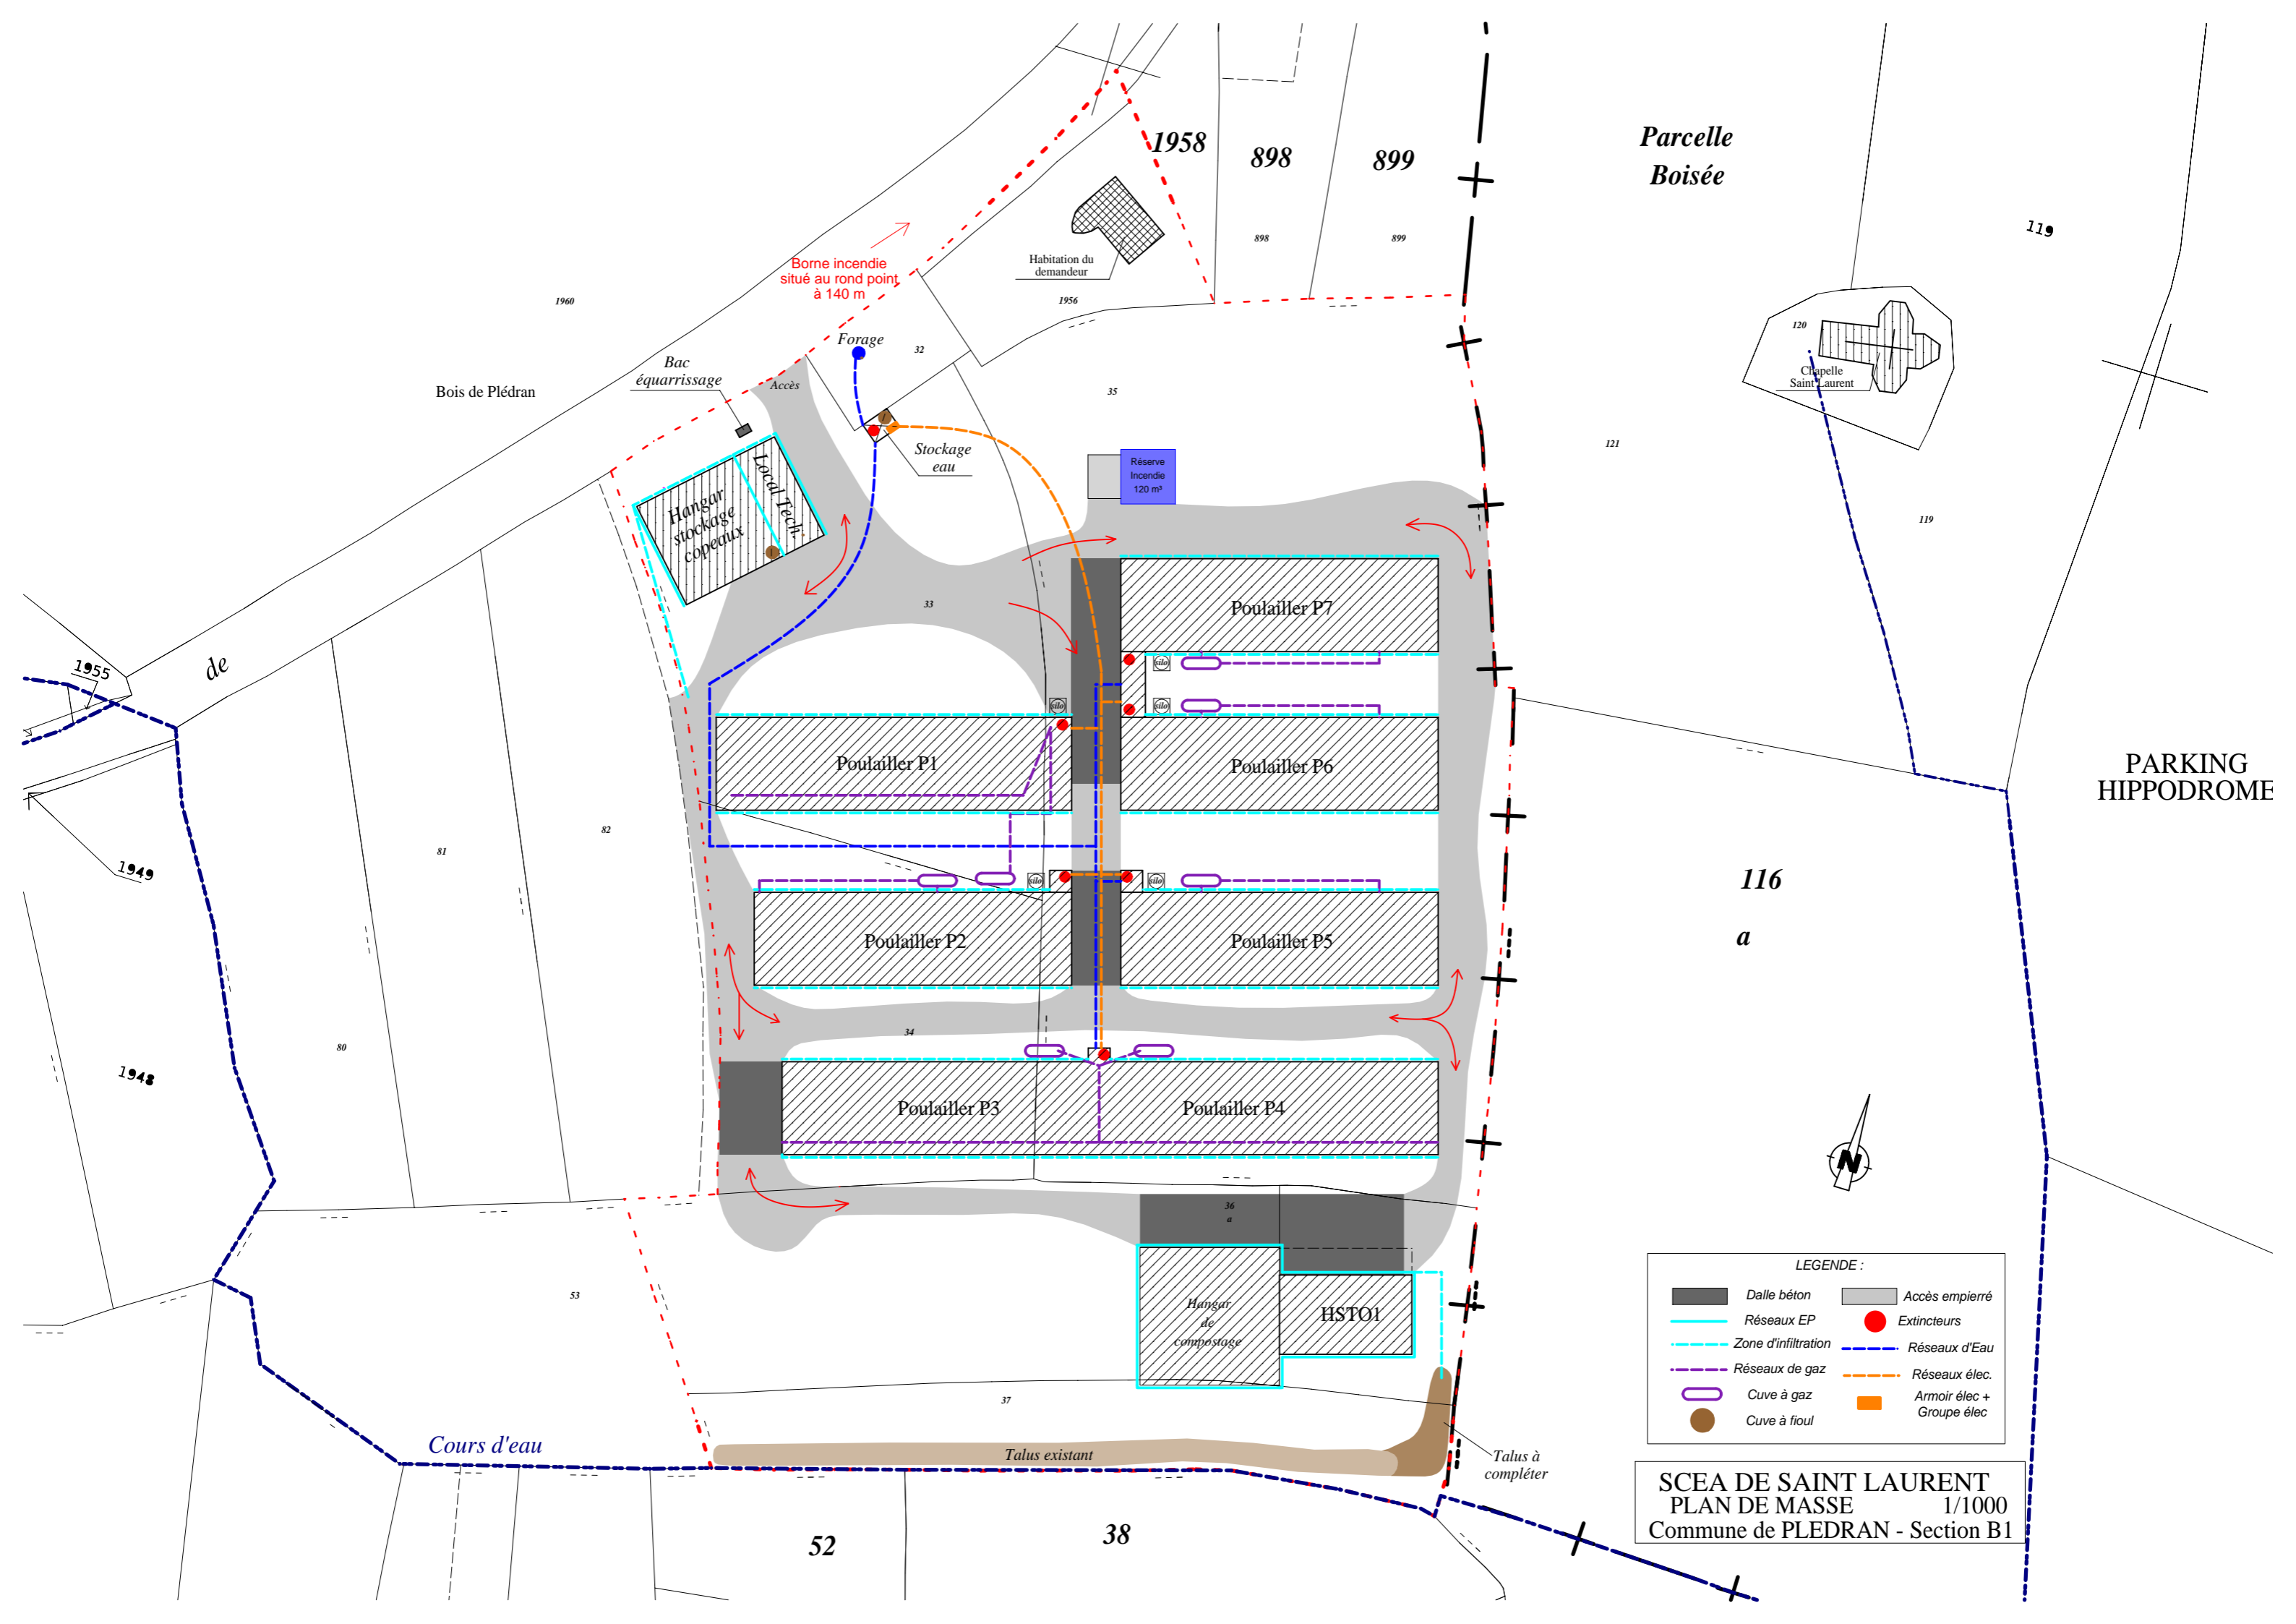 1958
898
899
Parcelle
Boisée
119
898
899
Habitation du
demandeur
Borne incendie
situé au rond point
à 140 m
1960
1956
120
Chapelle
Saint Laurent
Forage
32
Bac
équarrissage
Accès
Bois de Plédran
35
121
Stockage
eau
Réserve
Incendie
120 m³
119
Hangar
stockage
copeaux
Local Tech.
33
Poulailler P7
silo
silo
silo
1955
de
Poulailler P1
Poulailler P6
PARKING
HIPPODROME
82
81
1949
silo
silo
116
a
Poulailler P2
Poulailler P5
34
80
1948
Poulailler P3
Poulailler P4
N
36
a
53
Hangar
de
compostage
HSTO1
LEGENDE :
Dalle béton
Accès empierré
Réseaux EP
Extincteurs
Zone d'infiltration
Réseaux d'Eau
Réseaux de gaz
Réseaux élec.
Cuve à gaz
Armoir élec +
Groupe élec
Cuve à fioul
37
Cours d'eau
Talus existant
Talus à
compléter
SCEA DE SAINT LAURENT
PLAN DE MASSE 1/1000
Commune de PLEDRAN - Section B1
52
38